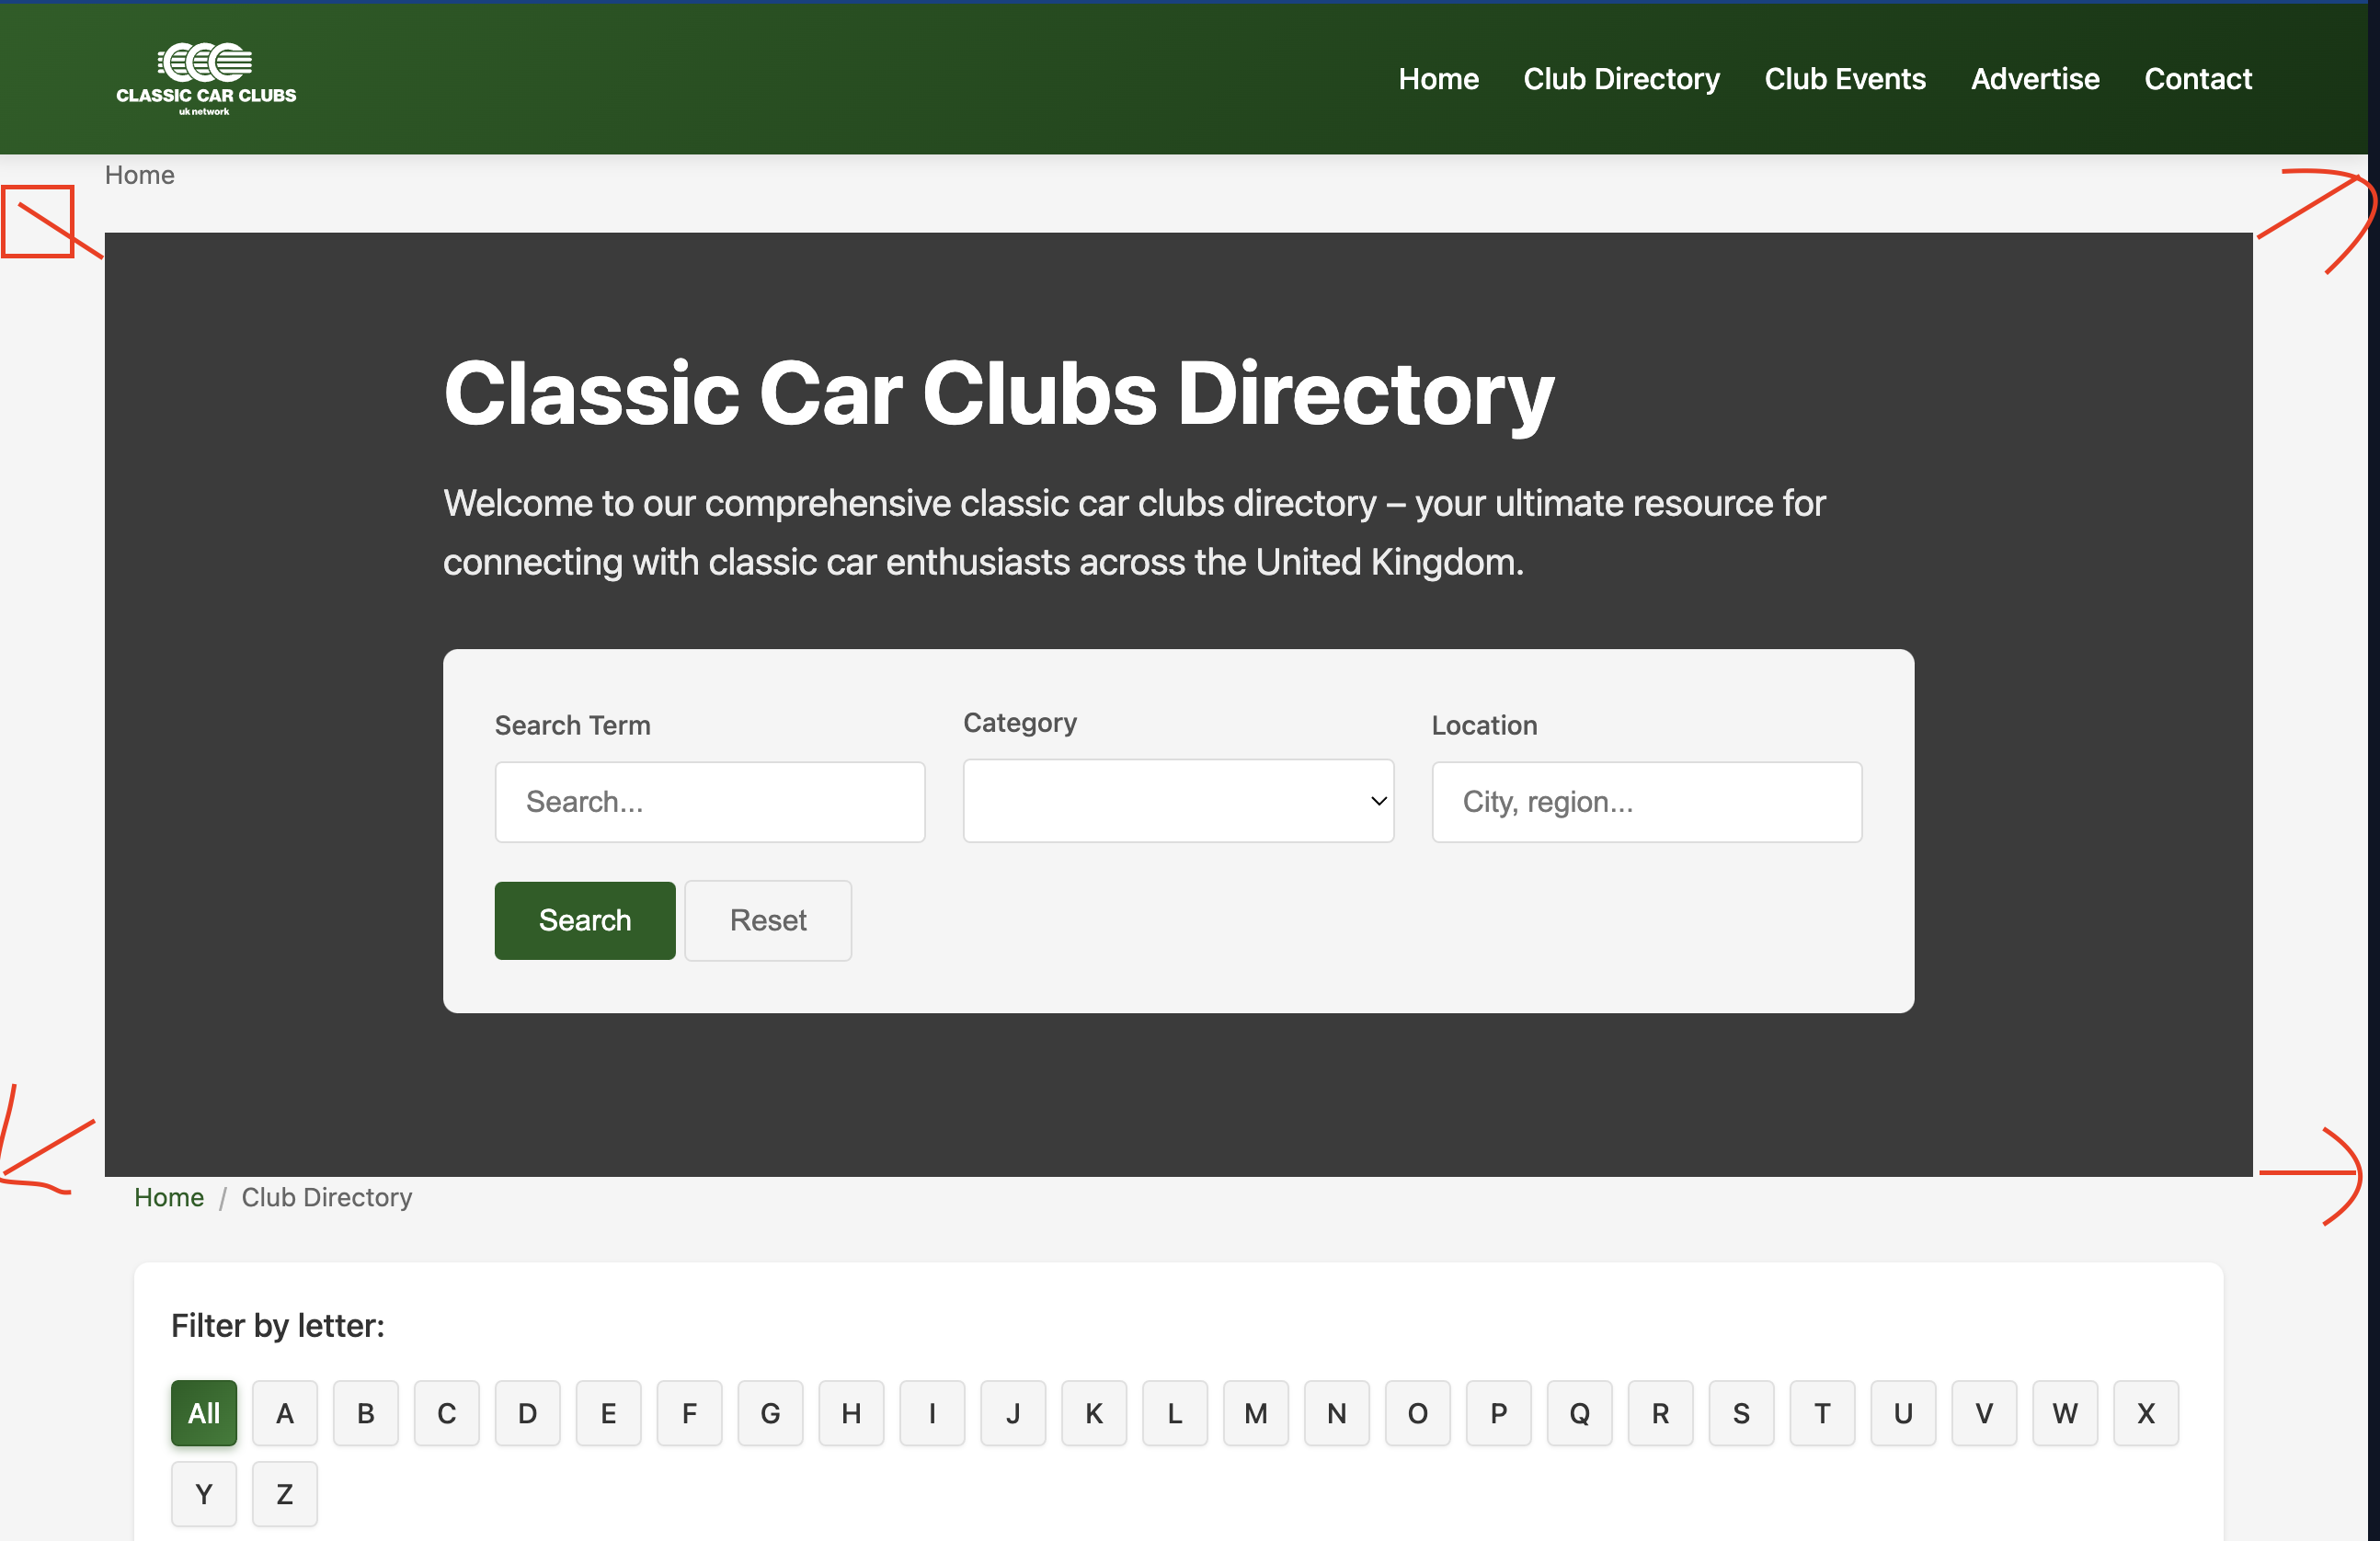 CLASSIC CAR CLUBS
uk network
Home Club Directory Club Events Advertise Contact
Home
Classic Car Clubs Directory
Welcome to our comprehensive classic car clubs directory – your ultimate resource for
connecting with classic car enthusiasts across the United Kingdom.
Search Term Category Location
Search... City, region...
Search Reset
Home / Club Directory
Filter by letter:
All A B C D E F G H I J K L M N O P Q R S T U V W X
Y Z